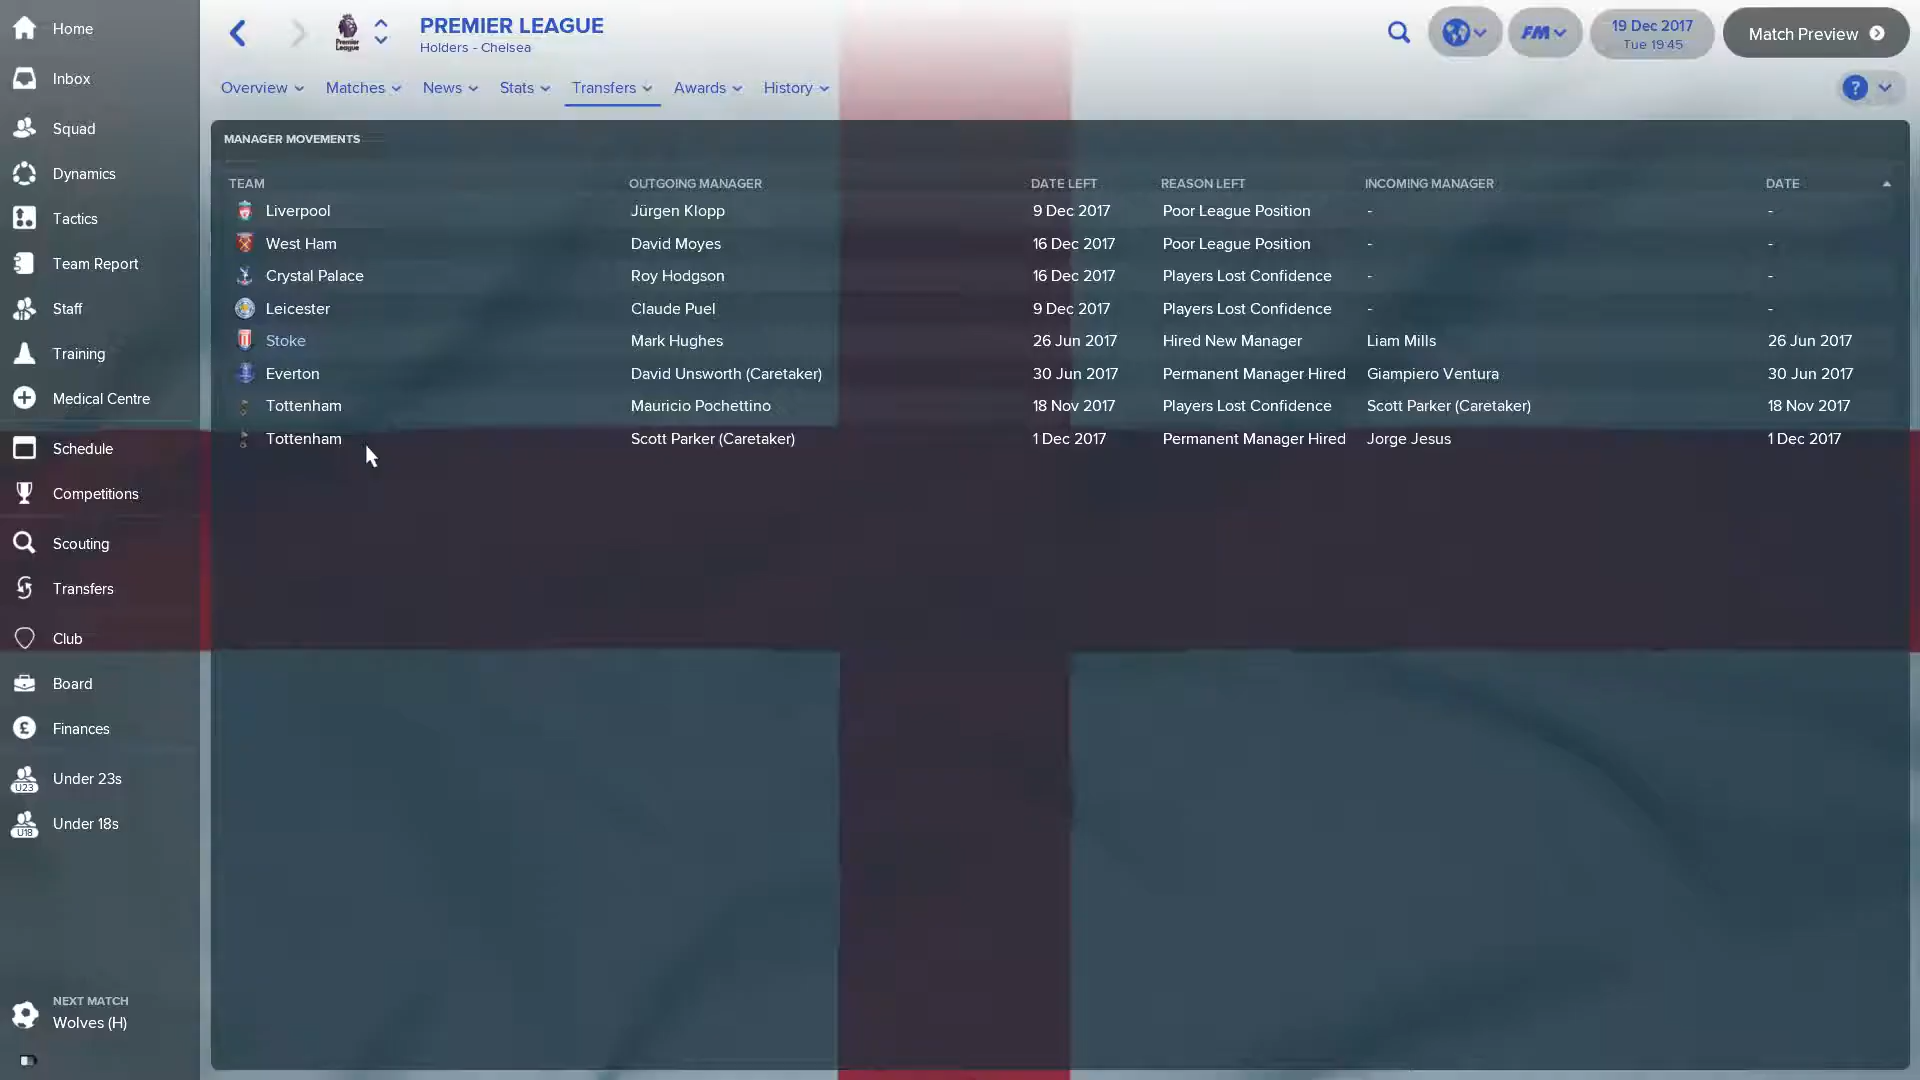 Home
Inbox
Squad
Dynamics
Tactics
Team Report
Staff
Training
Medical Centre
Schedule
Competitions
Scouting
Transfers
Club
Board
Finances
U23 Under 23s
U18 Under 18s
NEXT MATCH
Wolves (H)
Premier League
PREMIER LEAGUE
Holders - Chelsea
FM
19 Dec 2017
Tue 19:45
Match Preview
Overview Matches News Stats Transfers Awards History
?
MANAGER MOVEMENTS
TEAM OUTGOING MANAGER DATE LEFT REASON LEFT INCOMING MANAGER DATE
Liverpool Jürgen Klopp 9 Dec 2017 Poor League Position - -
West Ham David Moyes 16 Dec 2017 Poor League Position - -
Crystal Palace Roy Hodgson 16 Dec 2017 Players Lost Confidence - -
Leicester Claude Puel 9 Dec 2017 Players Lost Confidence - -
Stoke Mark Hughes 26 Jun 2017 Hired New Manager Liam Mills 26 Jun 2017
Everton David Unsworth (Caretaker) 30 Jun 2017 Permanent Manager Hired Giampiero Ventura 30 Jun 2017
Tottenham Mauricio Pochettino 18 Nov 2017 Players Lost Confidence Scott Parker (Caretaker) 18 Nov 2017
Tottenham Scott Parker (Caretaker) 1 Dec 2017 Permanent Manager Hired Jorge Jesus 1 Dec 2017